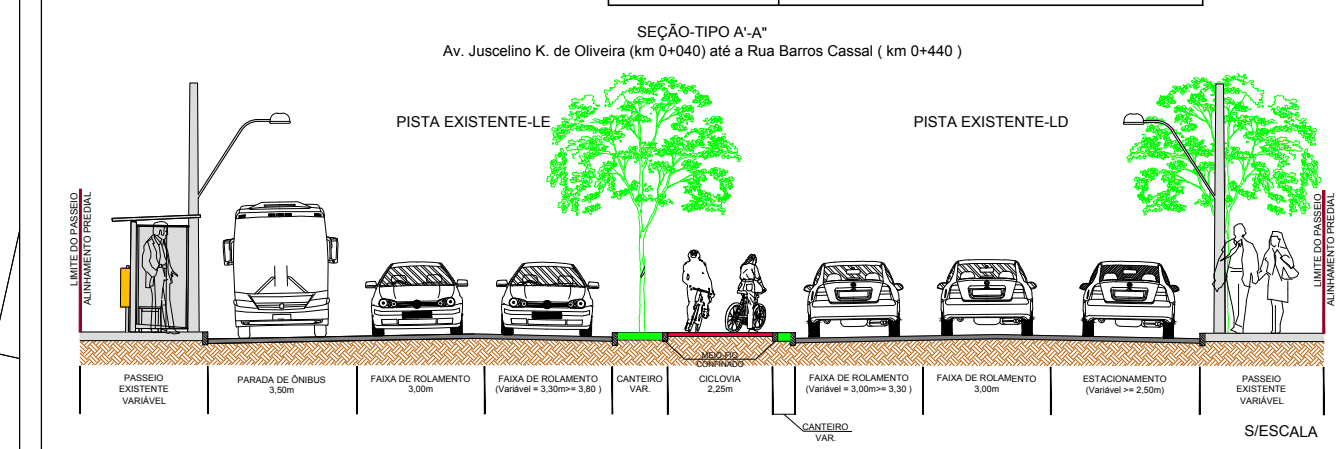 SEÇÃO-TIPO A'-A"
Av. Juscelino K. de Oliveira (km 0+040) até a Rua Barros Cassal ( km 0+440 )
PISTA EXISTENTE-LE
PISTA EXISTENTE-LD
LIMITE DO PASSEIO
ALINHAMENTO PREDIAL
LIMITE DO PASSEIO
ALINHAMENTO PREDIAL
MEIO-FIO
CONFINADO
PASSEIO
EXISTENTE
VARIÁVEL
PARADA DE ÔNIBUS
3,50m
FAIXA DE ROLAMENTO
3,00m
FAIXA DE ROLAMENTO
(Variável = 3,30m>= 3,80 )
CANTEIRO
VAR.
CICLOVIA
2,25m
CANTEIRO
VAR.
FAIXA DE ROLAMENTO
(Variável = 3,00m>= 3,30 )
FAIXA DE ROLAMENTO
3,00m
ESTACIONAMENTO
(Variável >= 2,50m)
PASSEIO
EXISTENTE
VARIÁVEL
S/ESCALA